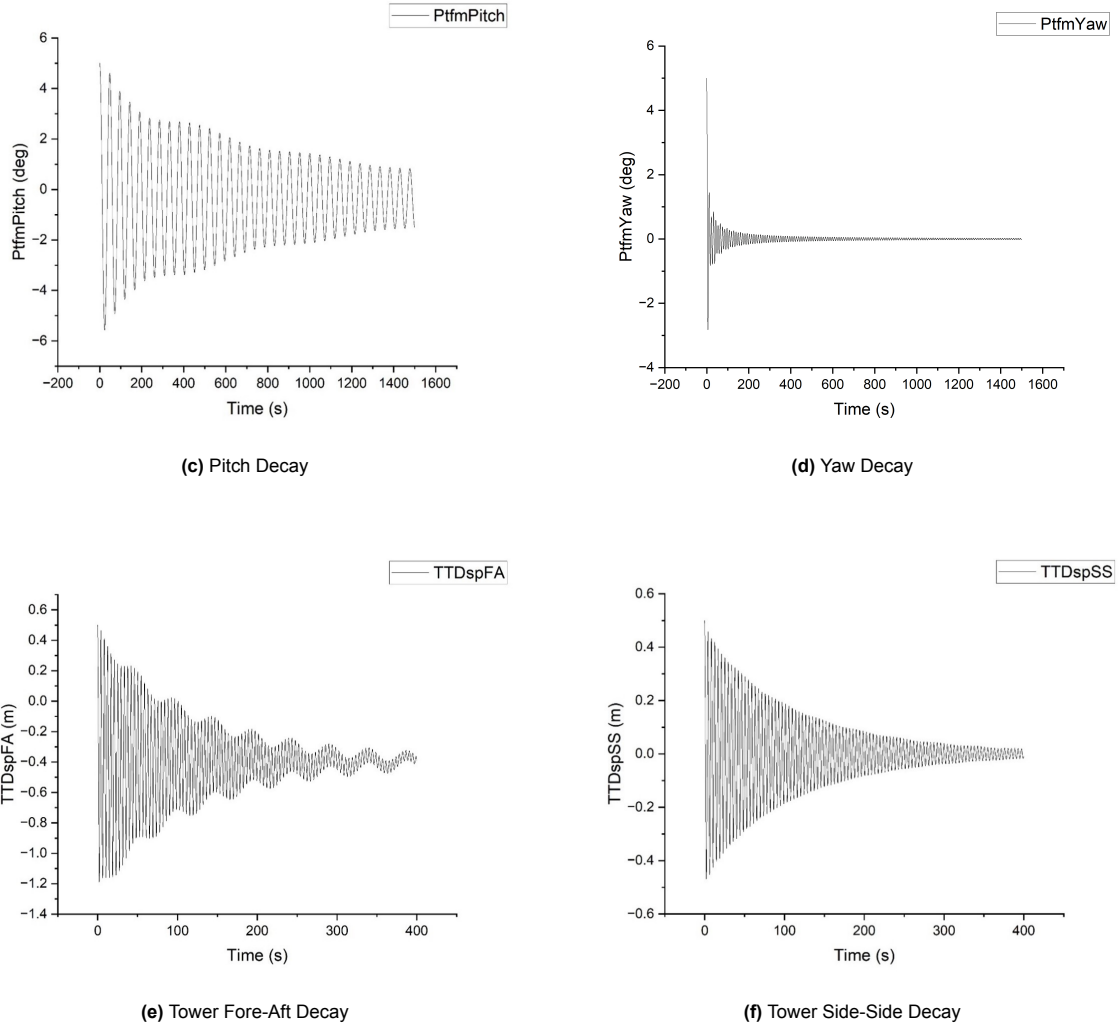 PtfmPitch
6
4
2
0
−2
−4
−6
PtfmPitch (deg)
−200 0 200 400 600 800 1000 1200 1400 1600
Time (s)
(c) Pitch Decay
PtfmYaw
6
4
2
0
−2
−4
PtfmYaw (deg)
−200 0 200 400 600 800 1000 1200 1400 1600
Time (s)
(d) Yaw Decay
TTDspFA
0.6
0.4
0.2
0.0
−0.2
−0.4
−0.6
−0.8
−1.0
−1.2
−1.4
TTDspFA (m)
0 100 200 300 400
Time (s)
(e) Tower Fore-Aft Decay
TTDspSS
0.6
0.4
0.2
0.0
−0.2
−0.4
−0.6
TTDspSS (m)
0 100 200 300 400
Time (s)
(f) Tower Side-Side Decay